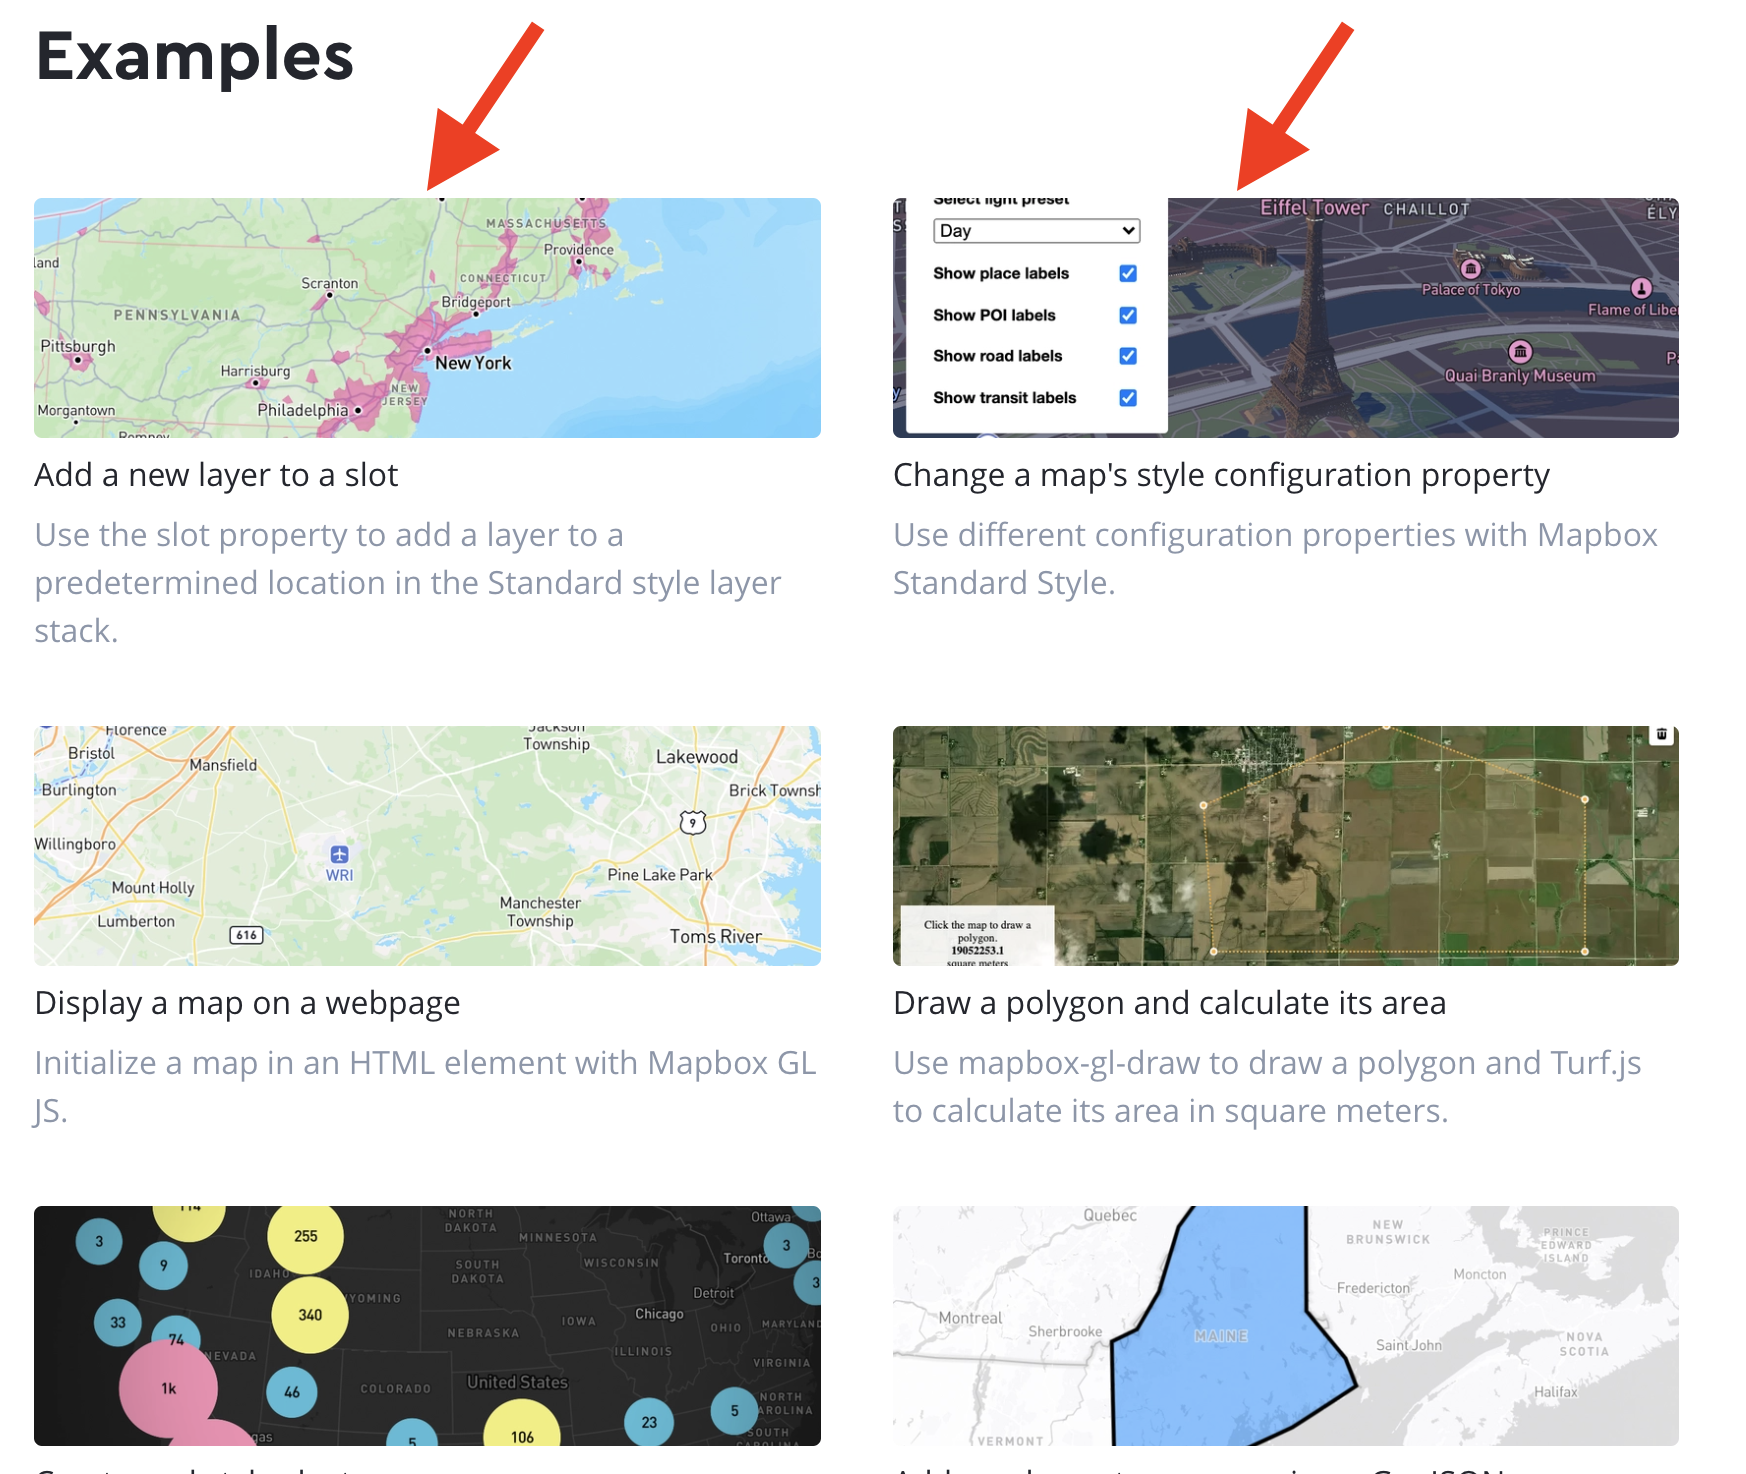 Examples
MASSACHUSETTS
Providence
land
Scranton
CONNECTICUT
Bridgeport
PENNSYLVANIA
Pittsburgh
New York
Harrisburg
NEW
JERSEY
Morgantown
Philadelphia
Romney
Add a new layer to a slot
Use the slot property to add a layer to a
predetermined location in the Standard style layer
stack.
Select light preset
Day
Show place labels
Show POI labels
Show road labels
Show transit labels
Eiffel Tower
CHAILLOT
ÉLY
Palace of Tokyo
Flame of Libe
Quai Branly Museum
Change a map's style configuration property
Use different configuration properties with Mapbox
Standard Style.
Florence
Bristol
Mansfield
Jackson
Township
Lakewood
Burlington
Brick Townsh
9
Willingboro
WRI
Mount Holly
Pine Lake Park
Lumberton
Manchester
Township
616
Toms River
Display a map on a webpage
Initialize a map in an HTML element with Mapbox GL
JS.
Click the map to draw a
polygon.
19052253.1
square meters
Draw a polygon and calculate its area
Use mapbox-gl-draw to draw a polygon and Turf.js
to calculate its area in square meters.
114
3
255
NORTH
DAKOTA
MINNESOTA
Ottawa
3
9
IDAHO
SOUTH
DAKOTA
WISCONSIN
Toronto
Bo
3
YOMING
Detroit
33
340
Chicago
74
NEBRASKA
IOWA
OHIO
MARYLAND
NEVADA
ILLINOIS
VIRGINIA
1k
46
COLORADO
United States
NORTH
AROLINA
23
5
gas
5
106
SOUTH
CAROLINA
Quebec
NEW
BRUNSWICK
PRINCE
EDWARD
ISLAND
Moncton
Fredericton
Montreal
Sherbrooke
MAINE
Saint John
NOVA
SCOTIA
Halifax
VERMONT